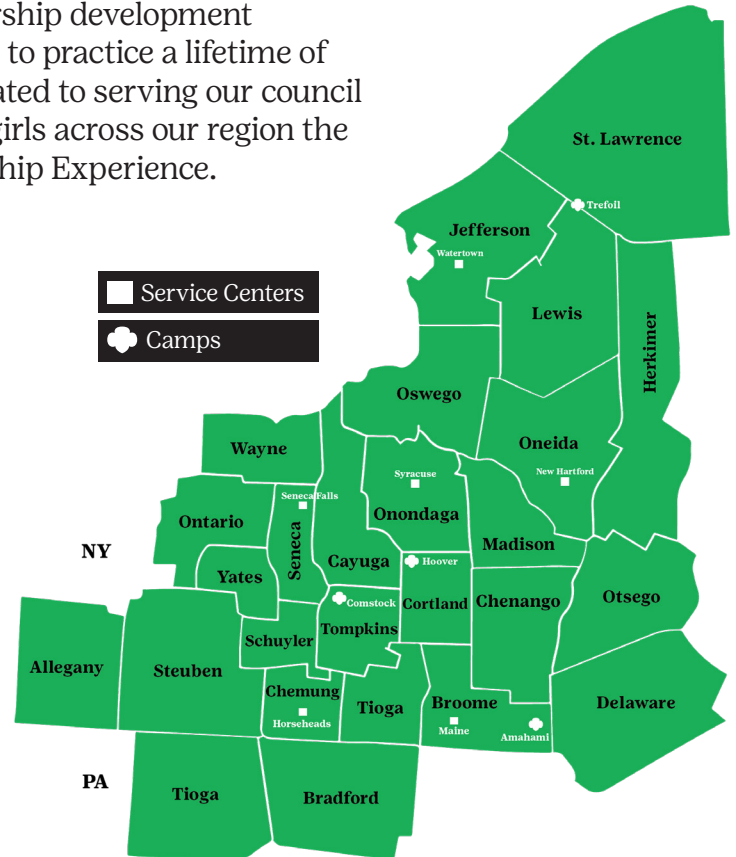 rship development
to practice a lifetime of
ated to serving our council
girls across our region the
hip Experience.
St. Lawrence
Trefoil
Jefferson
Watertown
Service Centers
Camps
Lewis
Herkimer
Oswego
Oneida
New Hartford
Wayne
Syracuse
Onondaga
Seneca Falls
Ontario
Seneca
Cayuga
Madison
NY
Yates
Hoover
Comstock
Cortland
Chenango
Otsego
Tompkins
Schuyler
Allegany
Steuben
Chemung
Horseheads
Tioga
Broome
Maine
Amahami
Delaware
PA
Tioga
Bradford